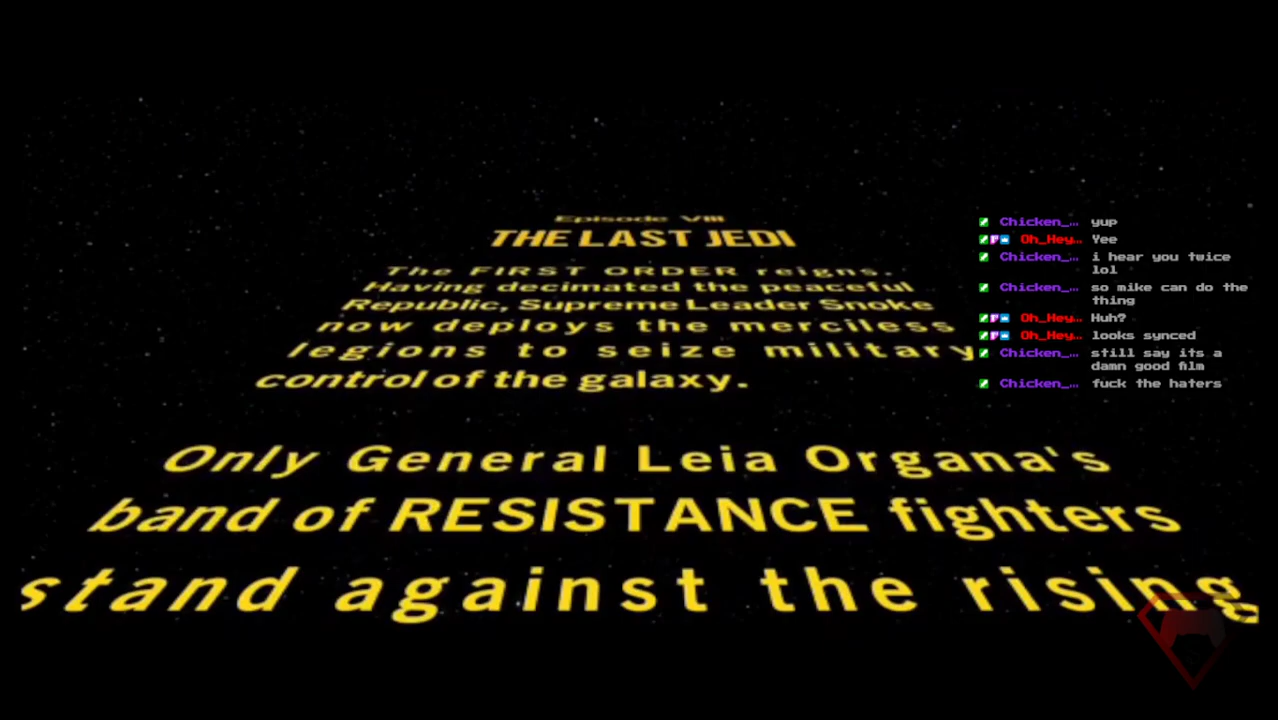 Episode VIII
THE LAST JEDI
The FIRST ORDER reigns.
Having decimated the peaceful
Republic, Supreme Leader Snoke
now deploys the merciless
legions to seize military
control of the galaxy.
Only General Leia Organa's
band of RESISTANCE fighters
stand against the rising
Chicken_… yup
Oh_Hey… Yee
Chicken_… i hear you twice
lol
Chicken_… so mike can do the
thing
Oh_Hey… Huh?
Oh_Hey… looks synced
Chicken_… still say its a
damn good film
Chicken_… fuck the haters